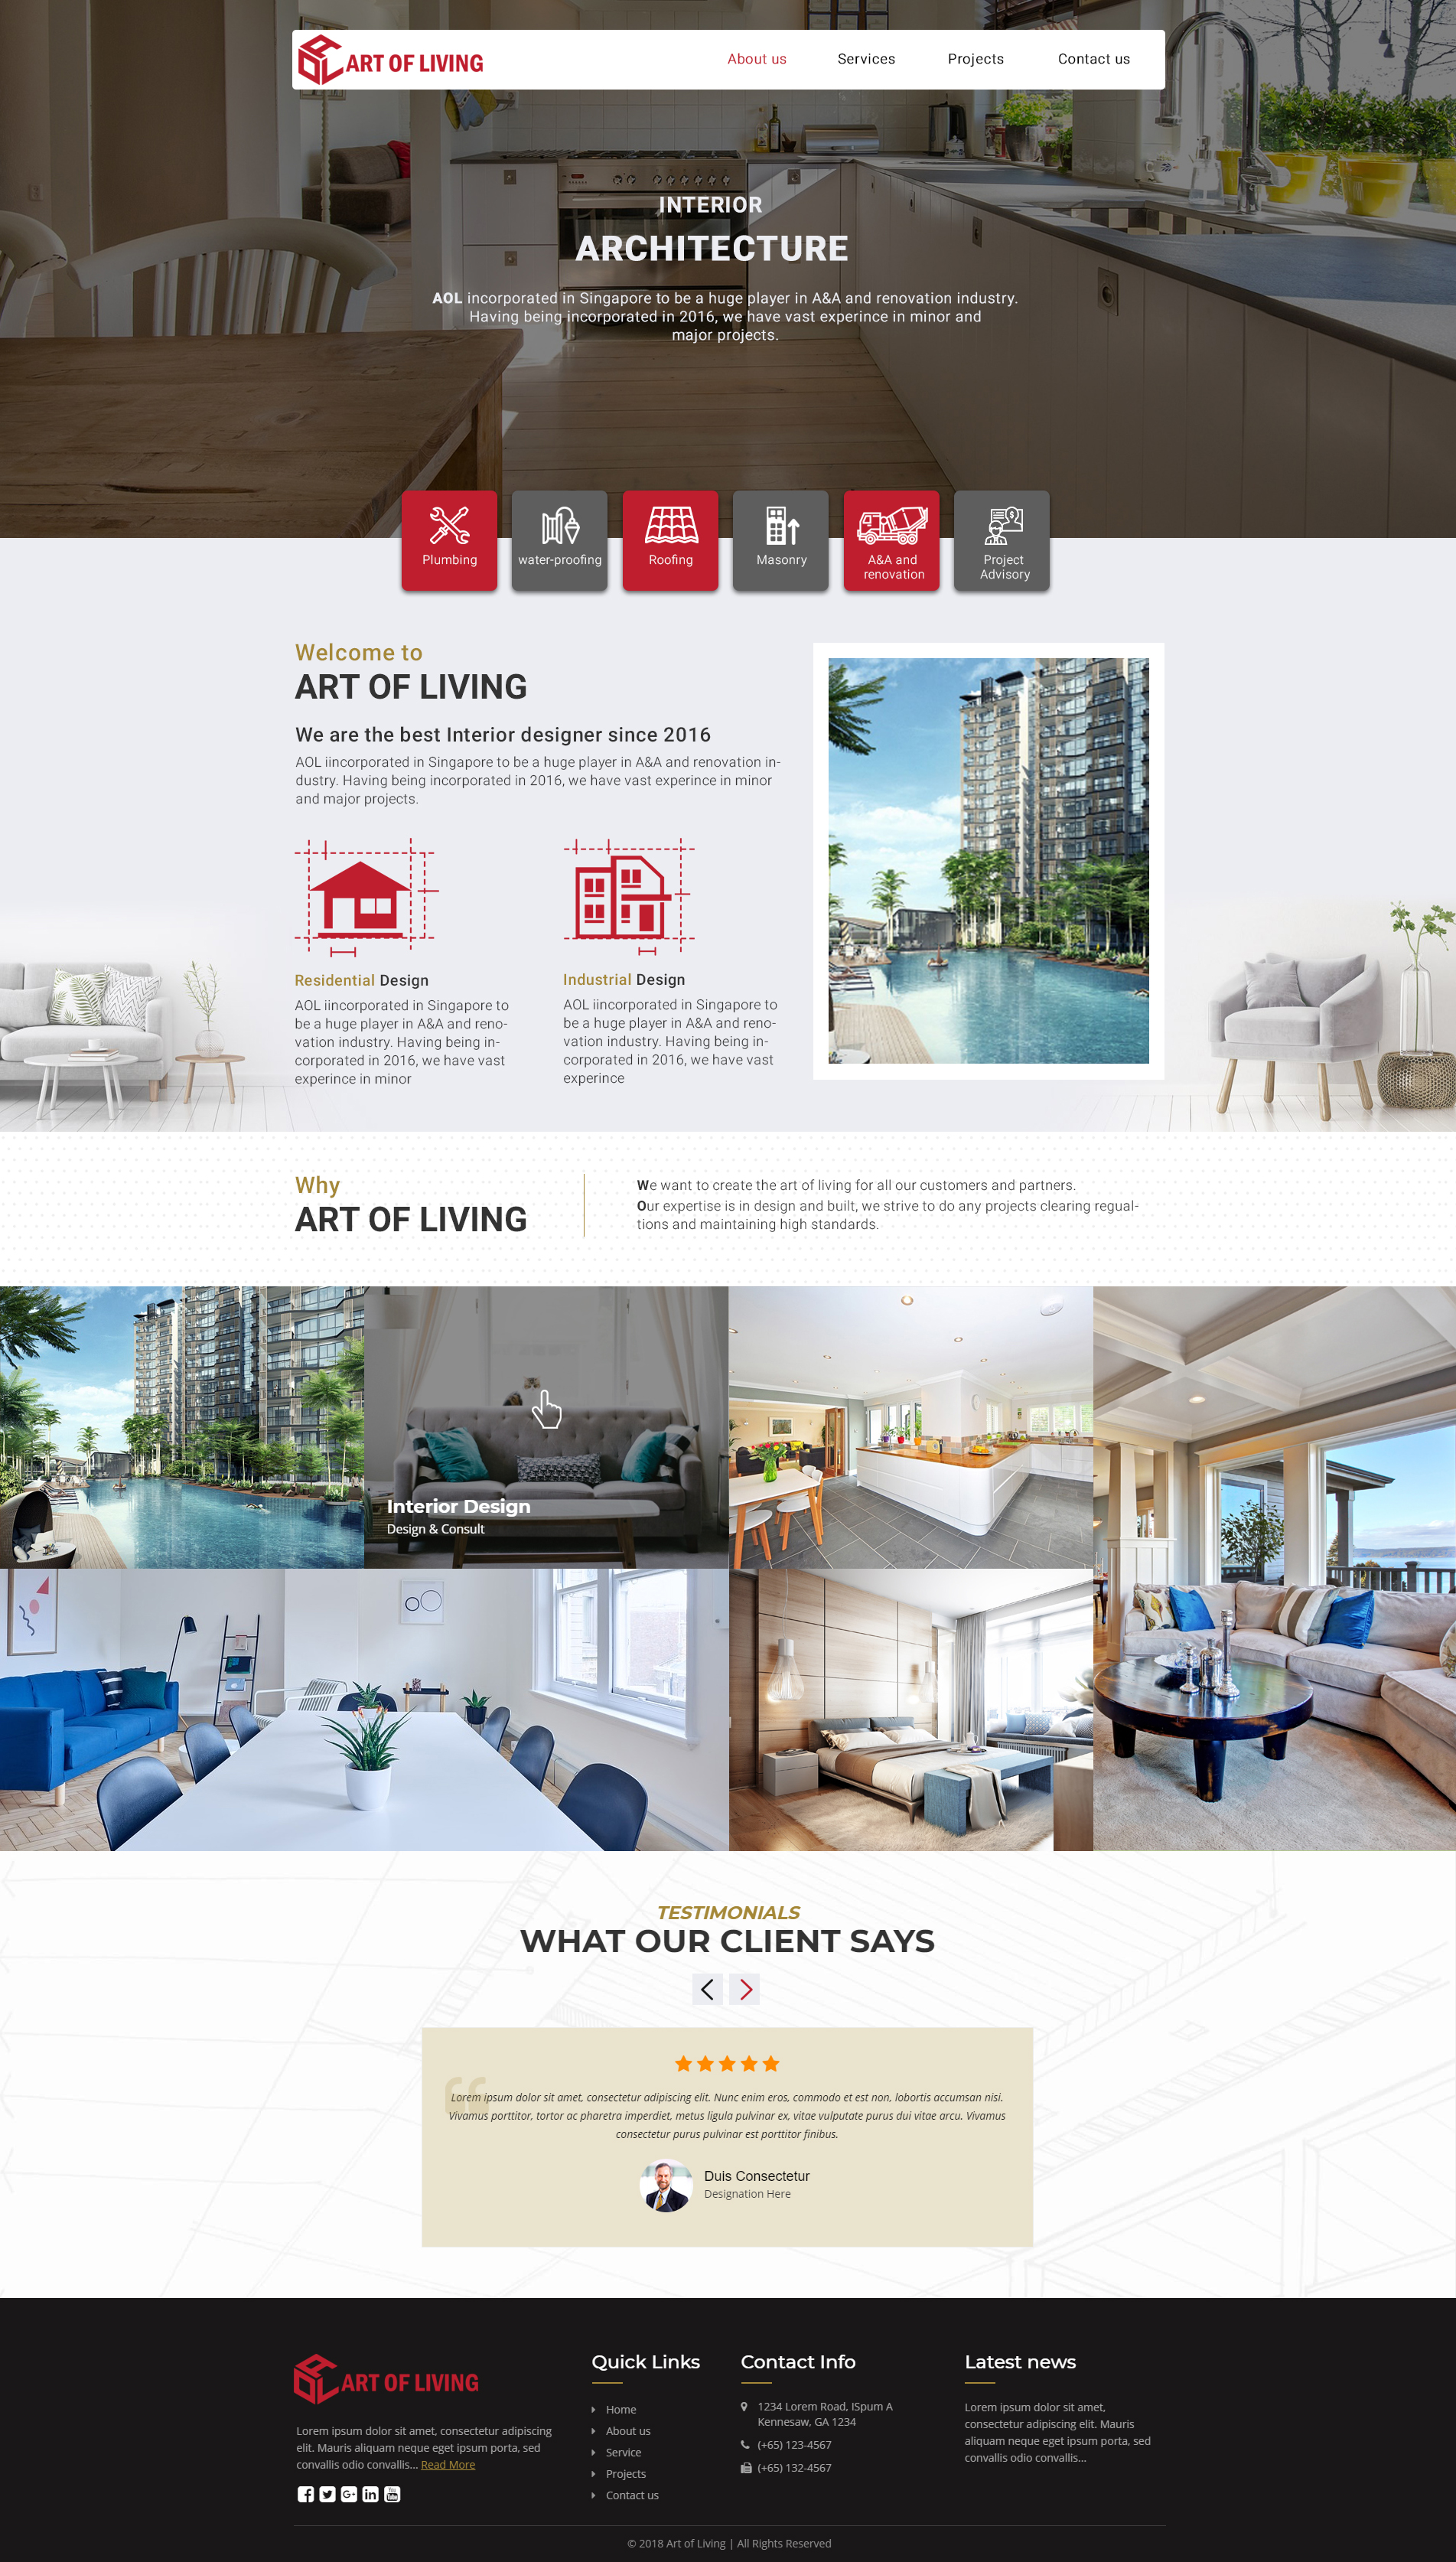 ART OF LIVING
About us
Services
Projects
Contact us
INTERIOR
ARCHITECTURE
AOL incorporated in Singapore to be a huge player in A&A and renovation industry.
Having being incorporated in 2016, we have vast experince in minor and
major projects.
Plumbing
water-proofing
Roofing
Masonry
A&A and
renovation
Project
Advisory
Welcome to
ART OF LIVING
We are the best Interior designer since 2016
AOL iincorporated in Singapore to be a huge player in A&A and renovation in-
dustry. Having being incorporated in 2016, we have vast experince in minor
and major projects.
Residential Design
AOL iincorporated in Singapore to
be a huge player in A&A and reno-
vation industry. Having being in-
corporated in 2016, we have vast
experince in minor
Industrial Design
AOL iincorporated in Singapore to
be a huge player in A&A and reno-
vation industry. Having being in-
corporated in 2016, we have vast
experince
Why
ART OF LIVING
We want to create the art of living for all our customers and partners.
Our expertise is in design and built, we strive to do any projects clearing regual-
tions and maintaining high standards.
Interior Design
Design & Consult
TESTIMONIALS
WHAT OUR CLIENT SAYS
Lorem ipsum dolor sit amet, consectetur adipiscing elit. Nunc enim eros, commodo et est non, lobortis accumsan nisi.
Vivamus porttitor, tortor ac pharetra imperdiet, metus ligula pulvinar ex, vitae vulputate purus dui vitae arcu. Vivamus
consectetur purus pulvinar est porttitor finibus.
Duis Consectetur
Designation Here
ART OF LIVING
Lorem ipsum dolor sit amet, consectetur adipiscing
elit. Mauris aliquam neque eget ipsum porta, sed
convallis odio convallis... Read More
Quick Links
Home
About us
Service
Projects
Contact us
Contact Info
1234 Lorem Road, ISpum A
Kennesaw, GA 1234
(+65) 123-4567
(+65) 132-4567
Latest news
Lorem ipsum dolor sit amet,
consectetur adipiscing elit. Mauris
aliquam neque eget ipsum porta, sed
convallis odio convallis...
© 2018 Art of Living | All Rights Reserved